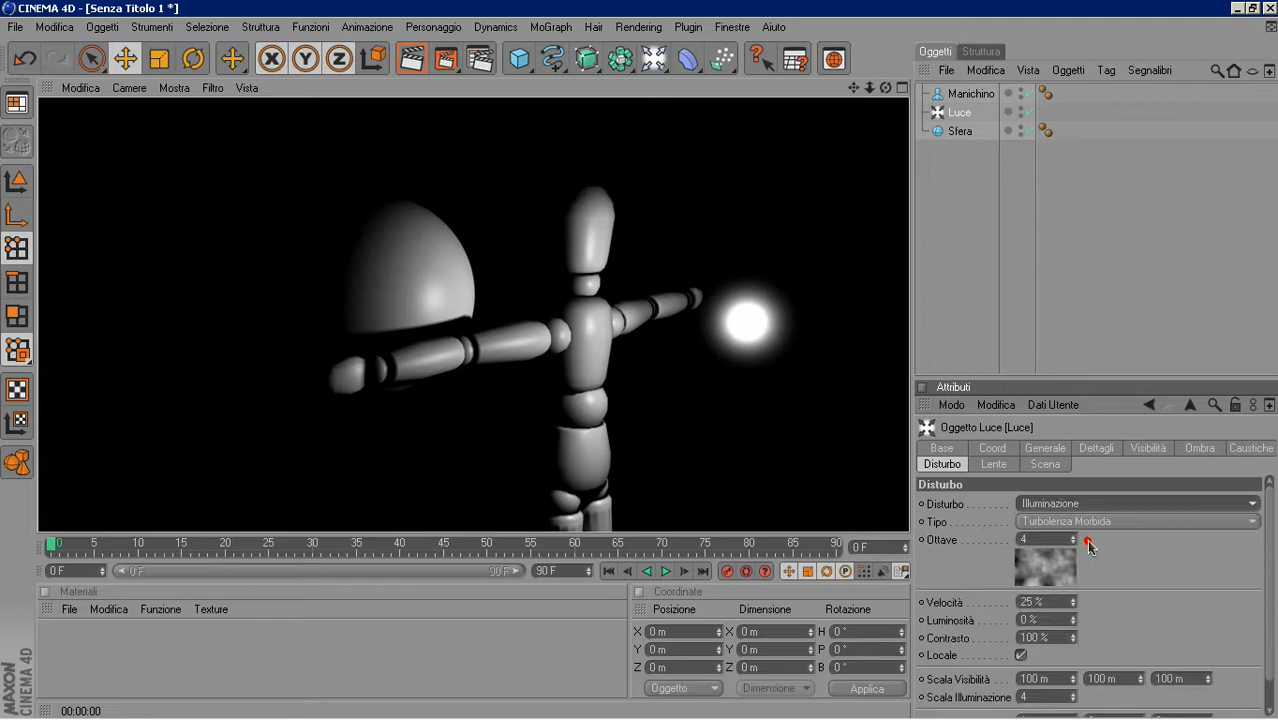 CINEMA 4D - [Senza Titolo 1 *]
File Modifica Oggetti Strumenti Selezione Struttura Funzioni Animazione Personaggio Dynamics MoGraph Hair Rendering Plugin Finestre Aiuto
X Y Z
Oggetti Struttura
File Modifica Vista Oggetti Tag Segnalibri
Modifica Camere Mostra Filtro Vista
Manichino
Luce
Sfera
Attributi
Modo Modifica Dati Utente
Oggetto Luce [Luce]
Base Coord. Generale Dettagli Visibilità Ombra Caustiche
Disturbo Lente Scena
Disturbo
Disturbo Illuminazione
Tipo Turbolenza Morbida
Ottave 4
Velocità 25 %
Luminosità 0 %
Contrasto 100 %
Locale
Scala Visibilità 100 m 100 m 100 m
Scala Illuminazione 4
0 5 10 15 20 25 30 35 40 45 50 55 60 65 70 75 80 85 90 0 F
0 F 0 F 90 F 90 F
Materiali
File Modifica Funzione Texture
Coordinate
Posizione Dimensione Rotazione
X 0 m X 0 m H 0 °
Y 0 m Y 0 m P 0 °
Z 0 m Z 0 m B 0 °
Oggetto Dimensione Applica
MAXON
CINEMA 4D
00:00:00